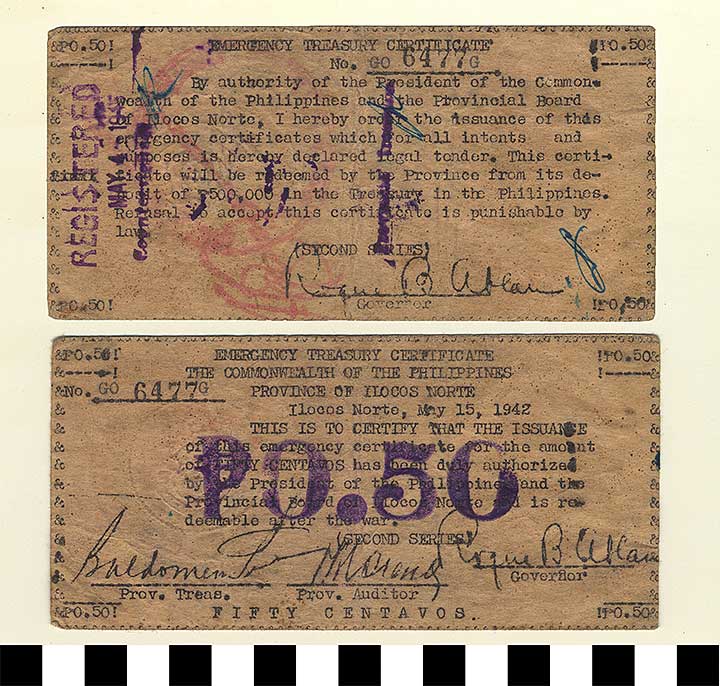 ₱0.50! EMERGENCY TREASURY CERTIFICATE !₱0.50
No. GO 6477G
By authority of the President of the Common-
wealth of the Philippines and the Provincial Board
of Ilocos Norte, I hereby order the issuance of this
emergency certificates which for all intents and
purposes is hereby declared legal tender. This certi-
ficate will be redeemed by the Province from its de-
posit of ₱500,000 in the Treasury in the Philippines.
Refusal to accept this certificate is punishable by
law.
(SECOND SERIES)
Roque B. Ablan
Governor
₱0.50! !₱0.50
REGISTERED
MAY
₱0.50! EMERGENCY TREASURY CERTIFICATE !₱0.50
THE COMMONWEALTH OF THE PHILIPPINES
No. GO 6477G PROVINCE OF ILOCOS NORTE
Ilocos Norte, May 15, 1942
THIS IS TO CERTIFY THAT THE ISSUANCE
of this emergency certificate for the amount
of FIFTY CENTAVOS has been duly authorized
by the President of the Philippines and the
Provincial Board of Ilocos Norte and is re-
deemable after the war.
₱0.50
(SECOND SERIES)
Roque B. Ablan
Governor
Prov. Treas. Prov. Auditor
₱0.50! FIFTY CENTAVOS. !₱0.50